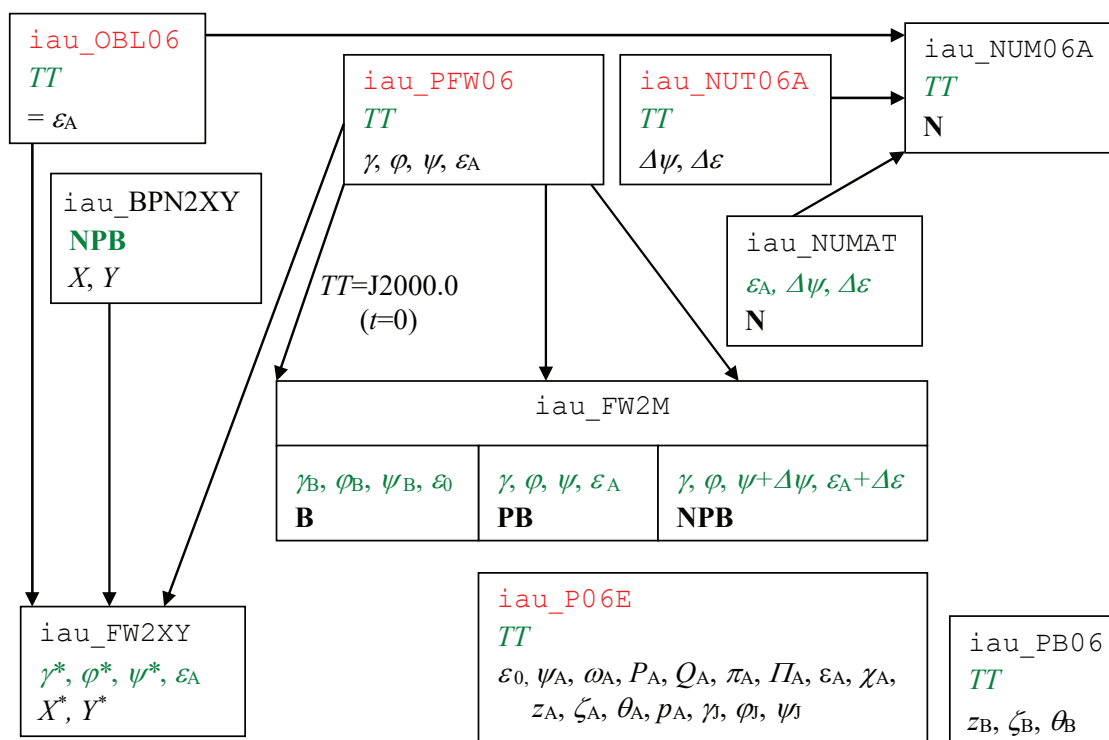 iau_OBL06
TT
= εA
iau_PFW06
TT
γ, φ, ψ, εA
iau_NUT06A
TT
Δψ, Δε
iau_NUM06A
TT
N
iau_BPN2XY
NPB
X, Y
iau_NUMAT
εA, Δψ, Δε
N
TT=J2000.0
(t=0)
iau_FW2M
γB, φB, ψB, ε0
B
γ, φ, ψ, εA
PB
γ, φ, ψ+Δψ, εA+Δε
NPB
iau_FW2XY
γ*, φ*, ψ*, εA
X*, Y*
iau_P06E
TT
ε0, ψA, ωA, PA, QA, πA, ΠA, εA, χA,
zA, ζA, θA, pA, γJ, φJ, ψJ
iau_PB06
TT
zB, ζB, θB